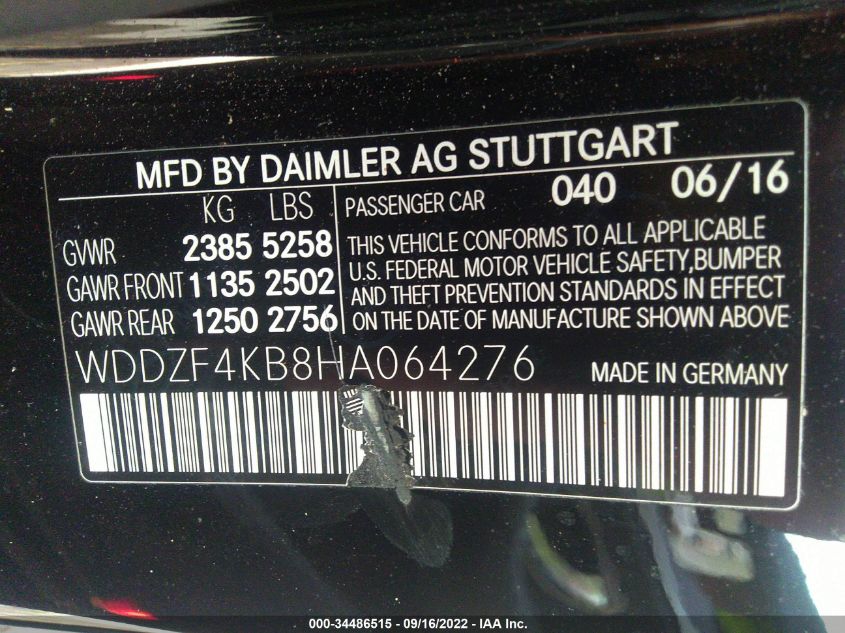 MFD BY DAIMLER AG STUTTGART
KG LBS
GVWR 2385 5258
GAWR FRONT 1135 2502
GAWR REAR 1250 2756
PASSENGER CAR 040 06/16
THIS VEHICLE CONFORMS TO ALL APPLICABLE
U.S. FEDERAL MOTOR VEHICLE SAFETY,BUMPER
AND THEFT PREVENTION STANDARDS IN EFFECT
ON THE DATE OF MANUFACTURE SHOWN ABOVE
WDDZF4KB8HA064276 MADE IN GERMANY
000-34486515 - 09/16/2022 - IAA Inc.